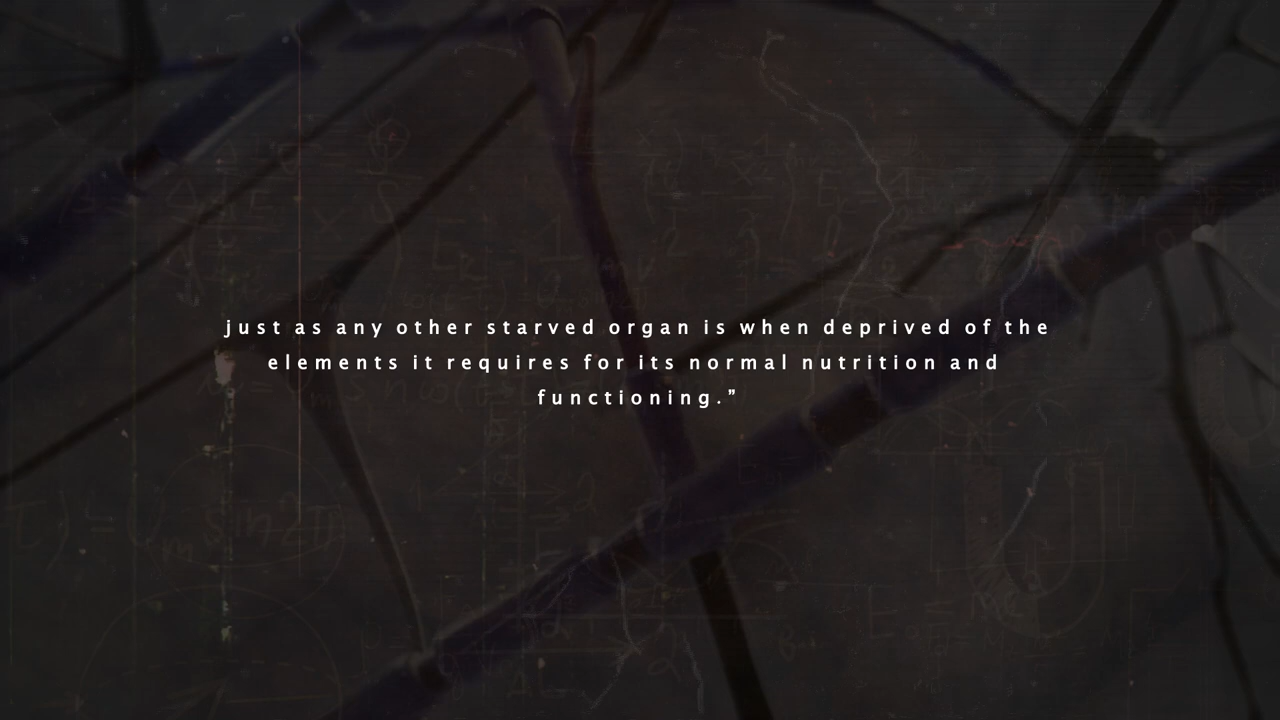 just as any other starved organ is when deprived of the
elements it requires for its normal nutrition and
functioning.”